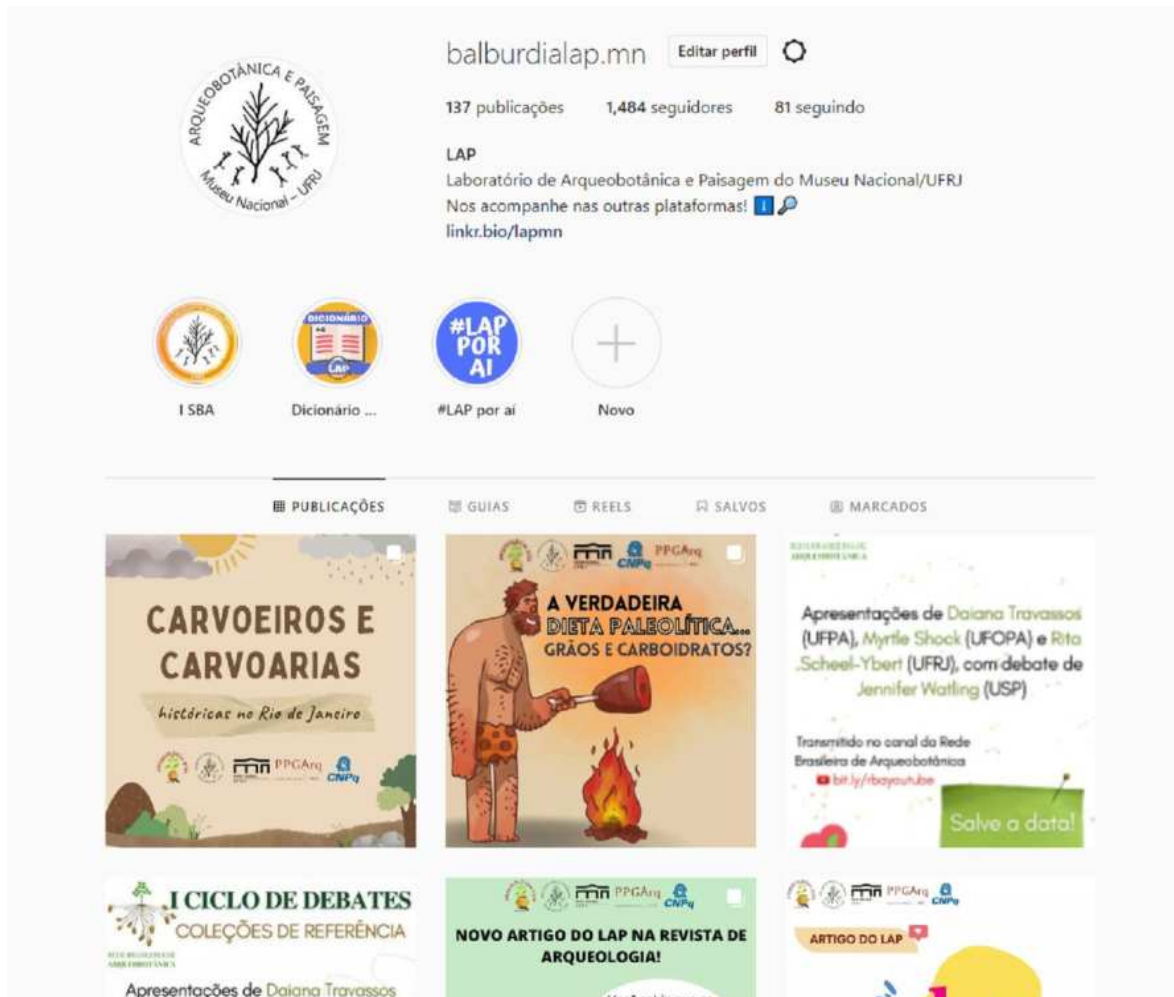 balburdialap.mn Editar perfil
137 publicações 1,484 seguidores 81 seguindo
ARQUEOBOTÂNICA E PAISAGEM
Museu Nacional - UFRJ
LAP
Laboratório de Arqueobotânica e Paisagem do Museu Nacional/UFRJ
Nos acompanhe nas outras plataformas!
linkr.bio/lapmn
DICIONÁRIO
LAP
#LAP
POR
AI
I SBA Dicionário ... #LAP por aí Novo
PUBLICAÇÕES GUIAS REELS SALVOS MARCADOS
CARVOEIROS E
CARVOARIAS
históricas no Rio de Janeiro
PPGArq CNPq
PPGArq
CNPq
A VERDADEIRA
DIETA PALEOLÍTICA...
GRÃOS E CARBOIDRATOS?
ARQUEOBOTÂNICA
Apresentações de Daiana Travassos
(UFPA), Myrtle Shock (UFOPA) e Rita
Scheel-Ybert (UFRJ), com debate de
Jennifer Watling (USP)
Transmitido no canal da Rede
Brasileira de Arqueobotânica
bit.ly/rbayoutube
Salve a data!
I CICLO DE DEBATES
COLEÇÕES DE REFERÊNCIA
ARQUEOBOTÂNICA
Apresentações de Daiana Travassos
PPGArq CNPq
NOVO ARTIGO DO LAP NA REVISTA DE
ARQUEOLOGIA!
PPGArq CNPq
ARTIGO DO LAP